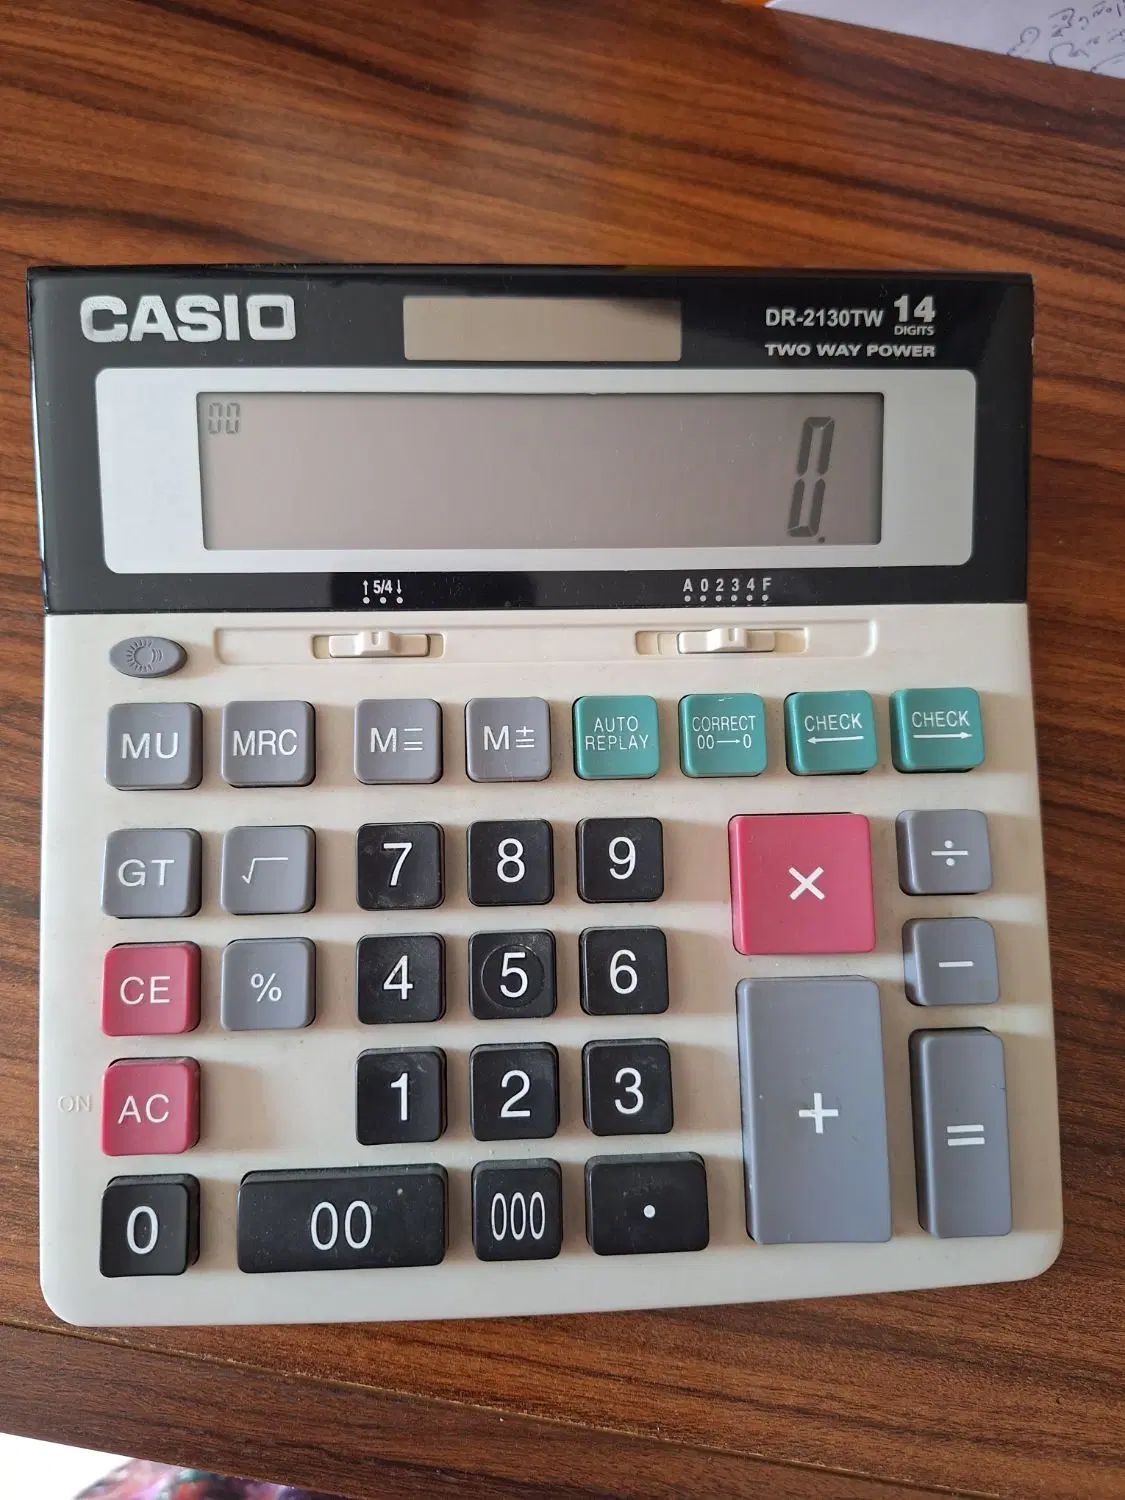 CASIO
DR-2130TW 14
DIGITS
TWO WAY POWER
00
0.
↑ 5/4 ↓
A 0 2 3 4 F
MU MRC M= M± AUTO REPLAY CORRECT 00→0 CHECK ← CHECK →
GT √ 7 8 9 × ÷
CE % 4 5 6 −
ON AC 1 2 3 + =
0 00 000 .